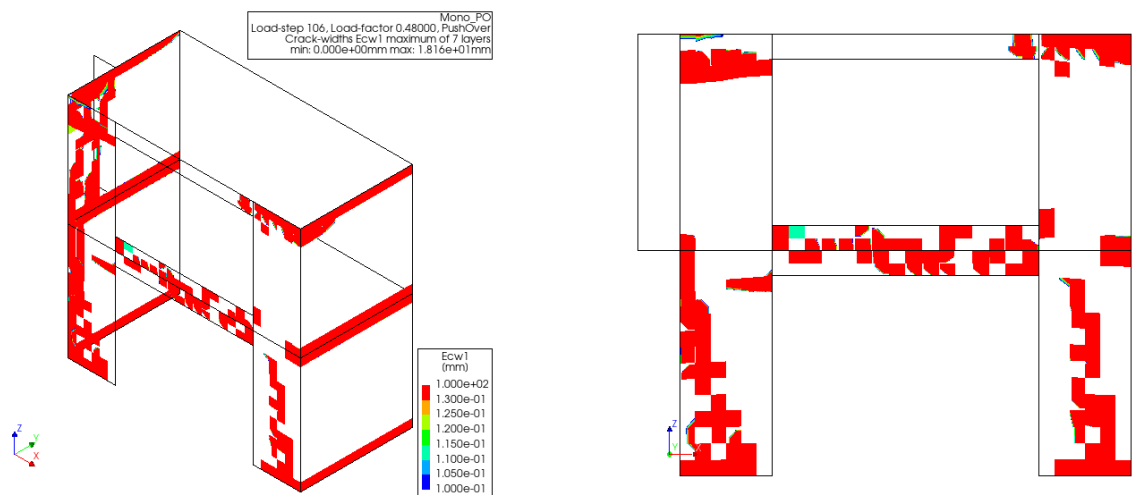 Mono_PO
Load-step 106, Load-factor 0.48000, PushOver
Crack-widths Ecw1 maximum of 7 layers
min: 0.000e+00mm max: 1.816e+01mm
Ecw1
(mm)
1.000e+02
1.300e-01
1.250e-01
1.200e-01
1.150e-01
1.100e-01
1.050e-01
1.000e-01
Z
Y
X
Z
Y
X